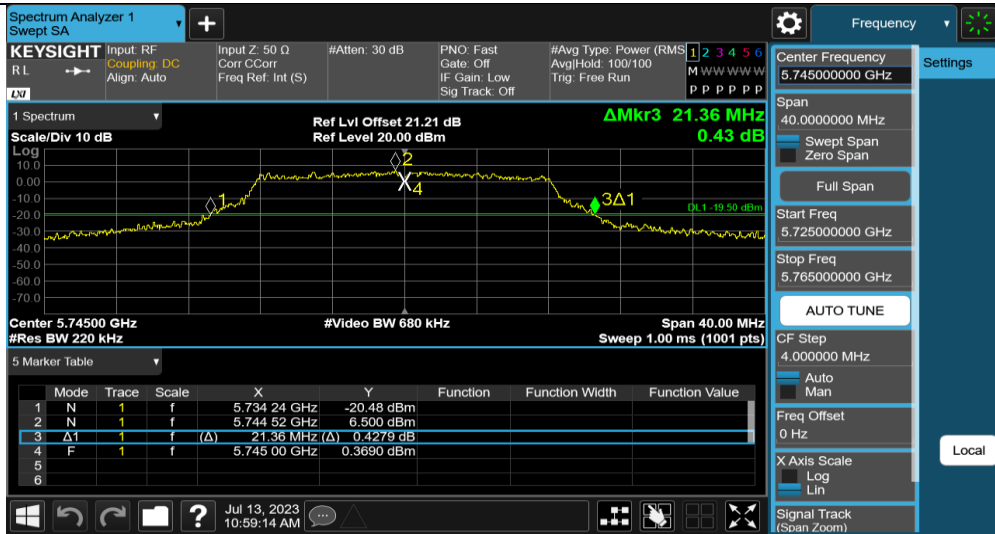 Spectrum Analyzer 1
Swept SA
Frequency
KEYSIGHT
RL
LXI
Input: RF
Coupling: DC
Align: Auto
Input Z: 50 Ω
Corr CCorr
Freq Ref: Int (S)
#Atten: 30 dB
PNO: Fast
Gate: Off
IF Gain: Low
Sig Track: Off
#Avg Type: Power (RMS
Avg|Hold: 100/100
Trig: Free Run
1 2 3 4 5 6
M W W W W W
P P P P P P
1 Spectrum
Scale/Div 10 dB
Ref Lvl Offset 21.21 dB
Ref Level 20.00 dBm
ΔMkr3 21.36 MHz
0.43 dB
Log
10.0
0.00
-10.0
-20.0
-30.0
-40.0
-50.0
-60.0
-70.0
1
2
4
3Δ1
DL1 -19.50 dBm
Center 5.74500 GHz
#Video BW 680 kHz
Span 40.00 MHz
#Res BW 220 kHz
Sweep 1.00 ms (1001 pts)
5 Marker Table
Mode Trace Scale X Y Function Function Width Function Value
1 N 1 f 5.734 24 GHz -20.48 dBm
2 N 1 f 5.744 52 GHz 6.500 dBm
3 Δ1 1 f (Δ) 21.36 MHz (Δ) 0.4279 dB
4 F 1 f 5.745 00 GHz 0.3690 dBm
5
6
Jul 13, 2023
10:59:14 AM
Center Frequency
5.745000000 GHz
Span
40.0000000 MHz
Swept Span
Zero Span
Full Span
Start Freq
5.725000000 GHz
Stop Freq
5.765000000 GHz
AUTO TUNE
CF Step
4.000000 MHz
Auto
Man
Freq Offset
0 Hz
X Axis Scale
Log
Lin
Signal Track
(Span Zoom)
Settings
Local